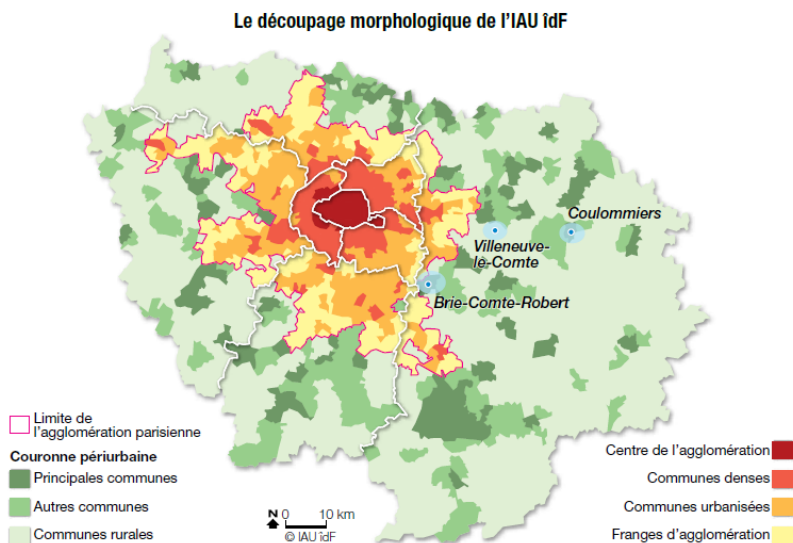 Le découpage morphologique de l'IAU îdF
Coulommiers
Villeneuve-
le-Comte
Brie-Comte-Robert
Limite de
l'agglomération parisienne
Couronne périurbaine
Principales communes
Autres communes
Communes rurales
N 0 10 km
© IAU îdF
Centre de l'agglomération
Communes denses
Communes urbanisées
Franges d'agglomération